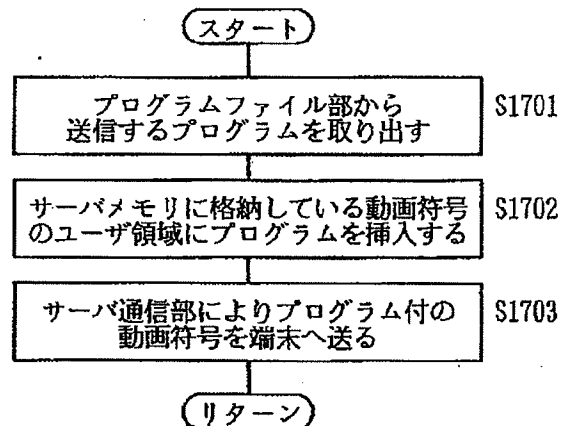 スタート
プログラムファイル部から
送信するプログラムを取り出す
S1701
サーバメモリに格納している動画符号
のユーザ領域にプログラムを挿入する
S1702
サーバ通信部によりプログラム付の
動画符号を端末へ送る
S1703
リターン